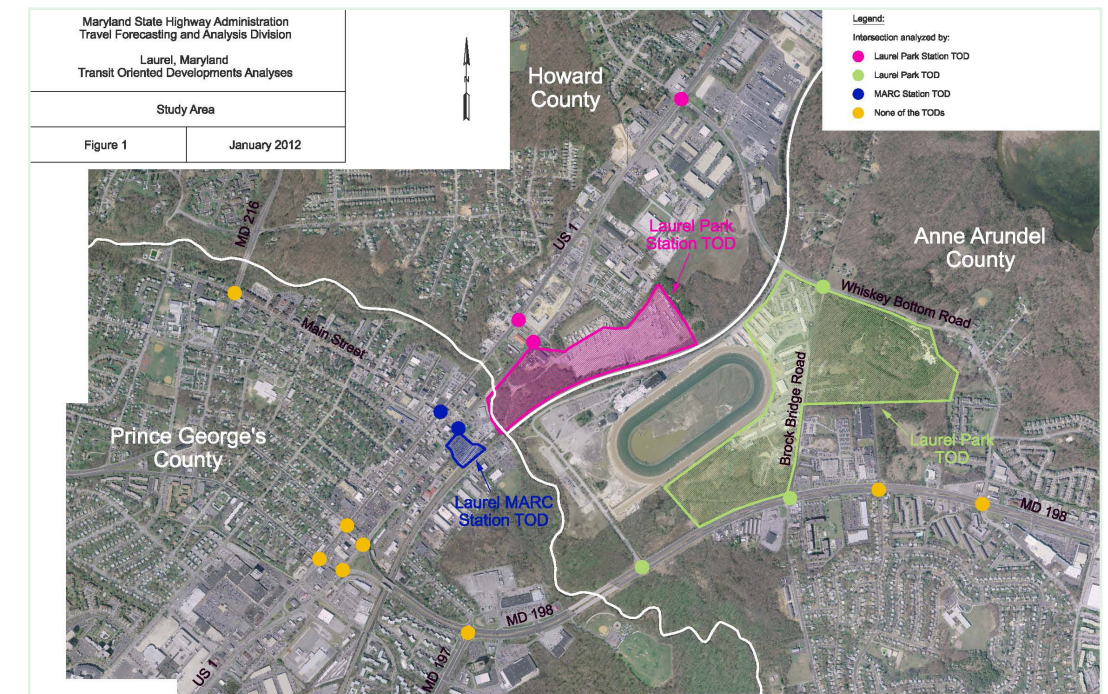 Maryland State Highway Administration
Travel Forecasting and Analysis Division
Laurel, Maryland
Transit Oriented Developments Analyses
Study Area
Figure 1
January 2012
N
Legend:
Intersection analyzed by:
Laurel Park Station TOD
Laurel Park TOD
MARC Station TOD
None of the TODs
Howard
County
MD 216
US 1
Laurel Park
Station TOD
Anne Arundel
County
Whiskey Bottom Road
Main Street
Brock Bridge Road
Prince George's
County
Laurel Park
TOD
Laurel MARC
Station TOD
MD 198
MD 198
US 1
MD 197